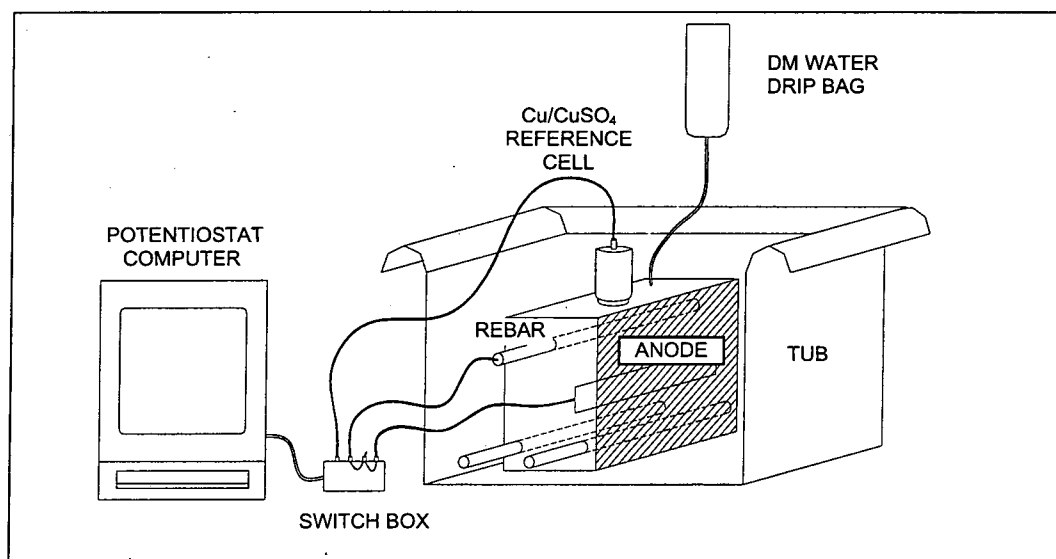 DM WATER
DRIP BAG
Cu/CuSO₄
REFERENCE
CELL
POTENTIOSTAT
COMPUTER
REBAR
ANODE
TUB
SWITCH BOX